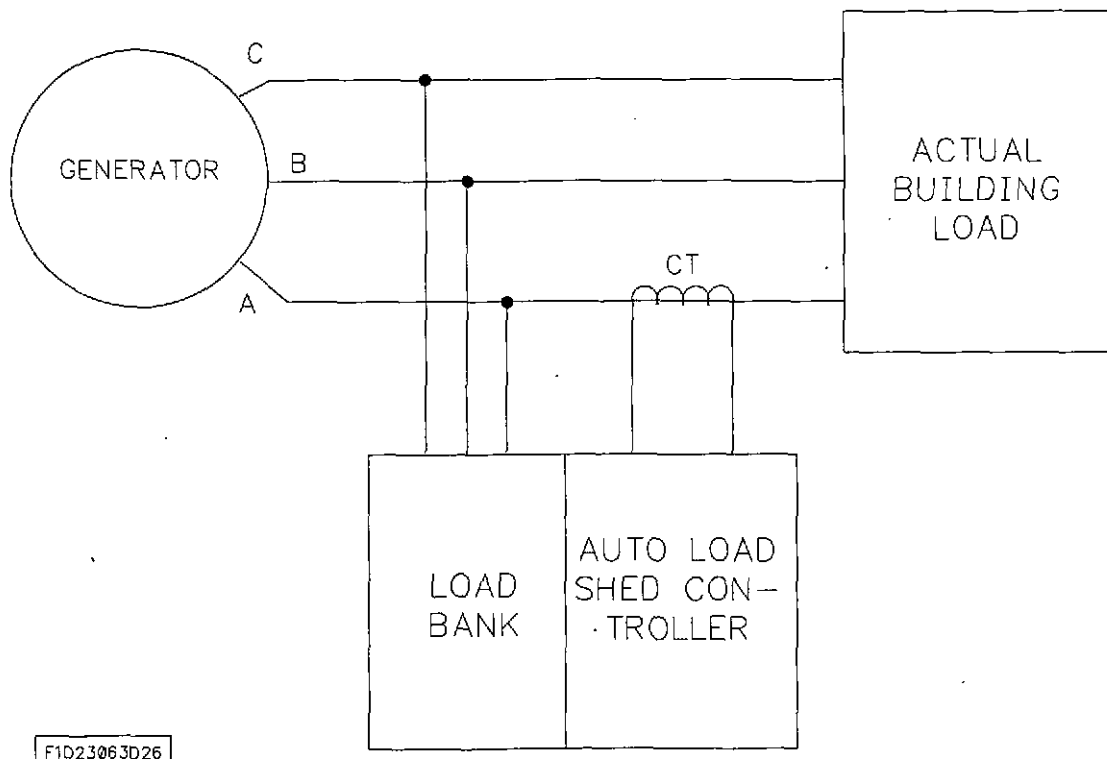 C
GENERATOR
B
A
CT
ACTUAL
BUILDING
LOAD
LOAD
BANK
AUTO LOAD
SHED CON-
TROLLER
F1D23063D26